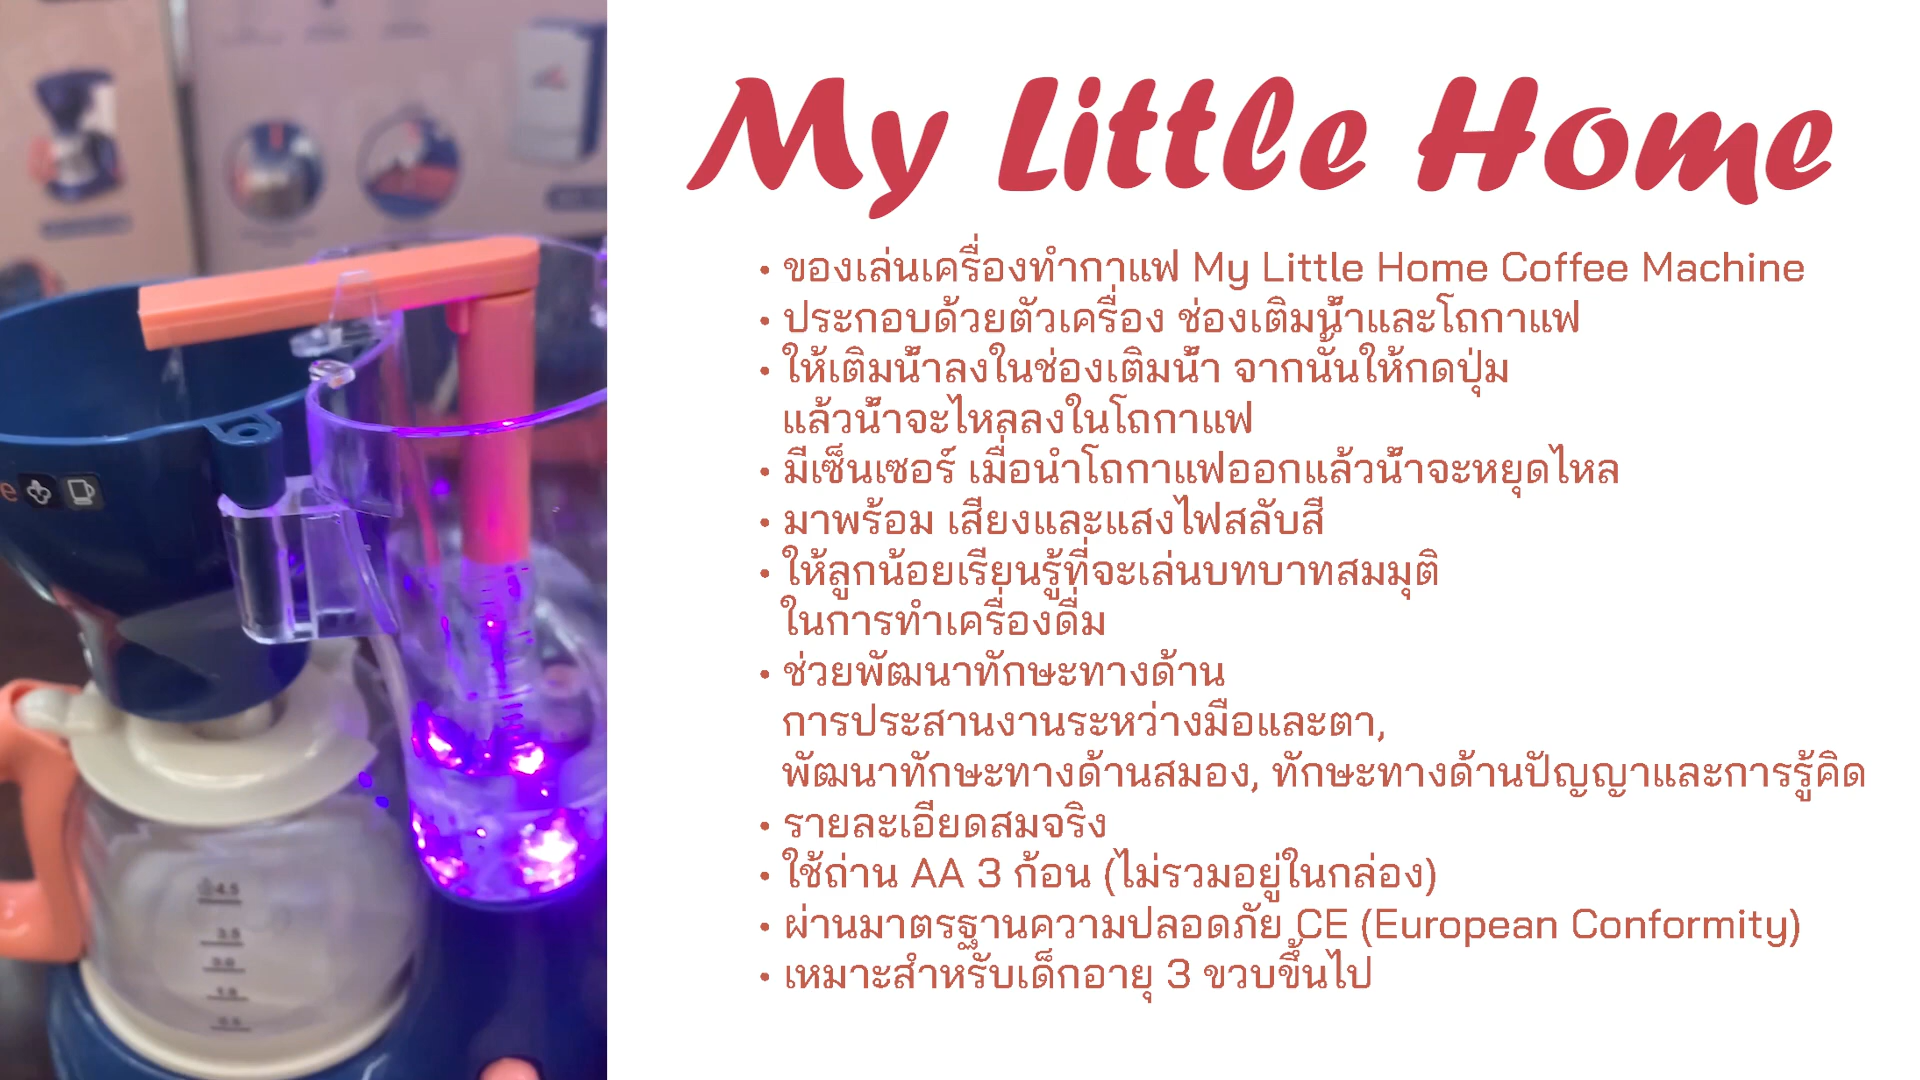 My Little Home
• ของเล่นเครื่องทำกาแฟ My Little Home Coffee Machine
• ประกอบด้วยตัวเครื่อง ช่องเติมน้ำและโถกาแฟ
• ให้เติมน้ำลงในช่องเติมน้ำ จากนั้นให้กดปุ่ม
แล้วน้ำจะไหลลงในโถกาแฟ
• มีเซ็นเซอร์ เมื่อนำโถกาแฟออกแล้วน้ำจะหยุดไหล
• มาพร้อม เสียงและแสงไฟสลับสี
• ให้ลูกน้อยเรียนรู้ที่จะเล่นบทบาทสมมุติ
ในการทำเครื่องดื่ม
• ช่วยพัฒนาทักษะทางด้าน
การประสานงานระหว่างมือและตา,
พัฒนาทักษะทางด้านสมอง, ทักษะทางด้านปัญญาและการรู้คิด
• รายละเอียดสมจริง
• ใช้ถ่าน AA 3 ก้อน (ไม่รวมอยู่ในกล่อง)
• ผ่านมาตรฐานความปลอดภัย CE (European Conformity)
• เหมาะสำหรับเด็กอายุ 3 ขวบขึ้นไป
4.5
3.5